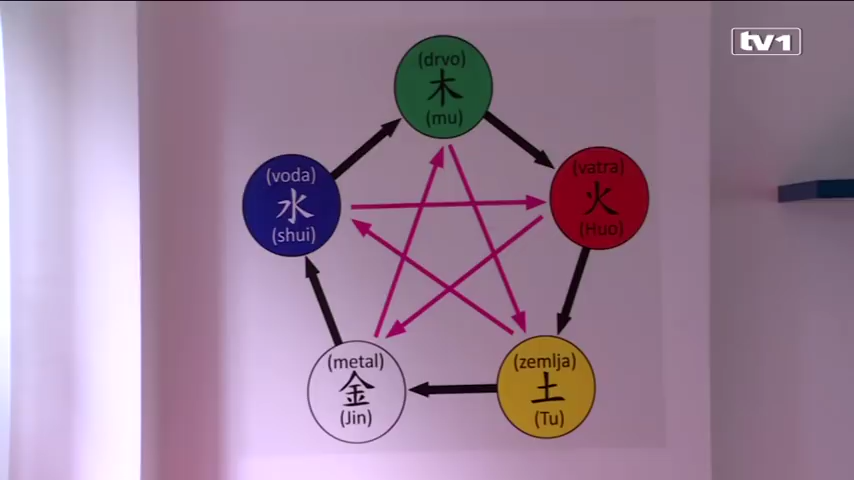 tv1
(drvo)
木
(mu)
(voda)
水
(shui)
(vatra)
火
(Huo)
(metal)
金
(Jin)
(zemlja)
土
(Tu)